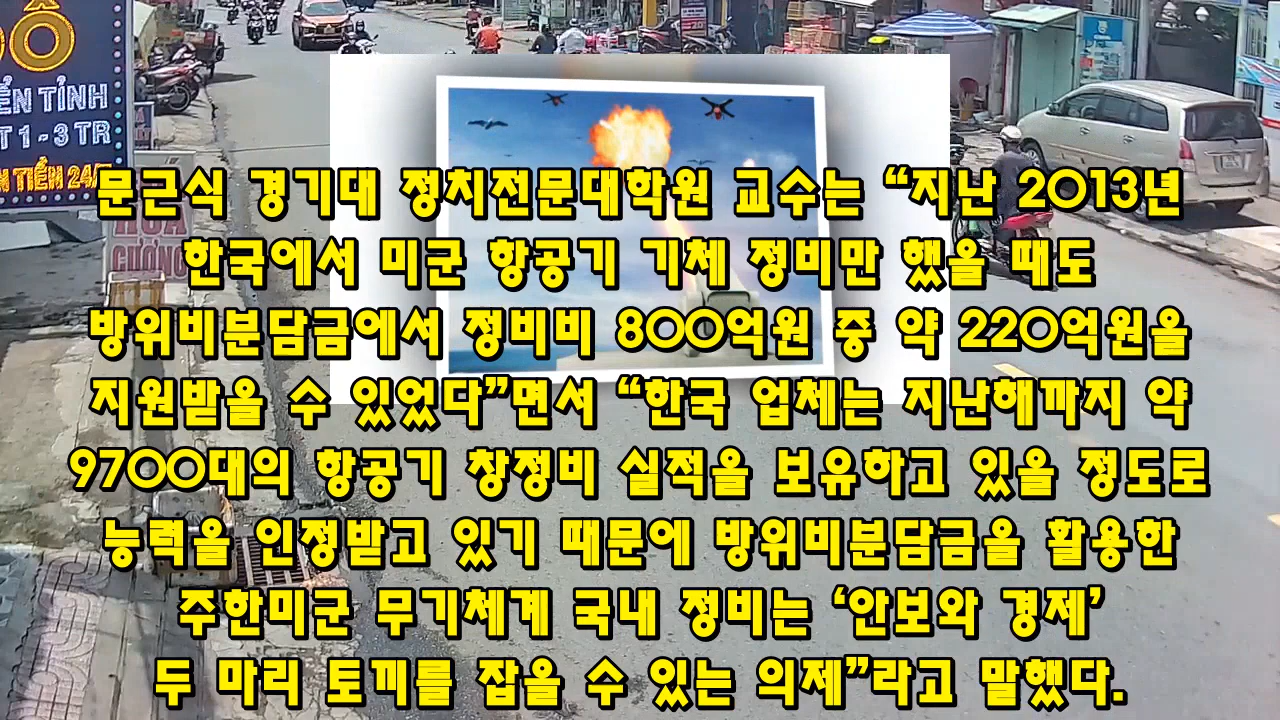 Ô
ỂN TỈNH
T 1 - 3 TR
N TIỀN 24/7
HOA
CƯƠNG
문근식 경기대 정치전문대학원 교수는 “지난 2013년
한국에서 미군 항공기 기체 정비만 했을 때도
방위비분담금에서 정비비 800억원 중 약 220억원을
지원받을 수 있었다”면서 “한국 업체는 지난해까지 약
9700대의 항공기 창정비 실적을 보유하고 있을 정도로
능력을 인정받고 있기 때문에 방위비분담금을 활용한
주한미군 무기체계 국내 정비는 ‘안보와 경제’
두 마리 토끼를 잡을 수 있는 의제”라고 말했다.